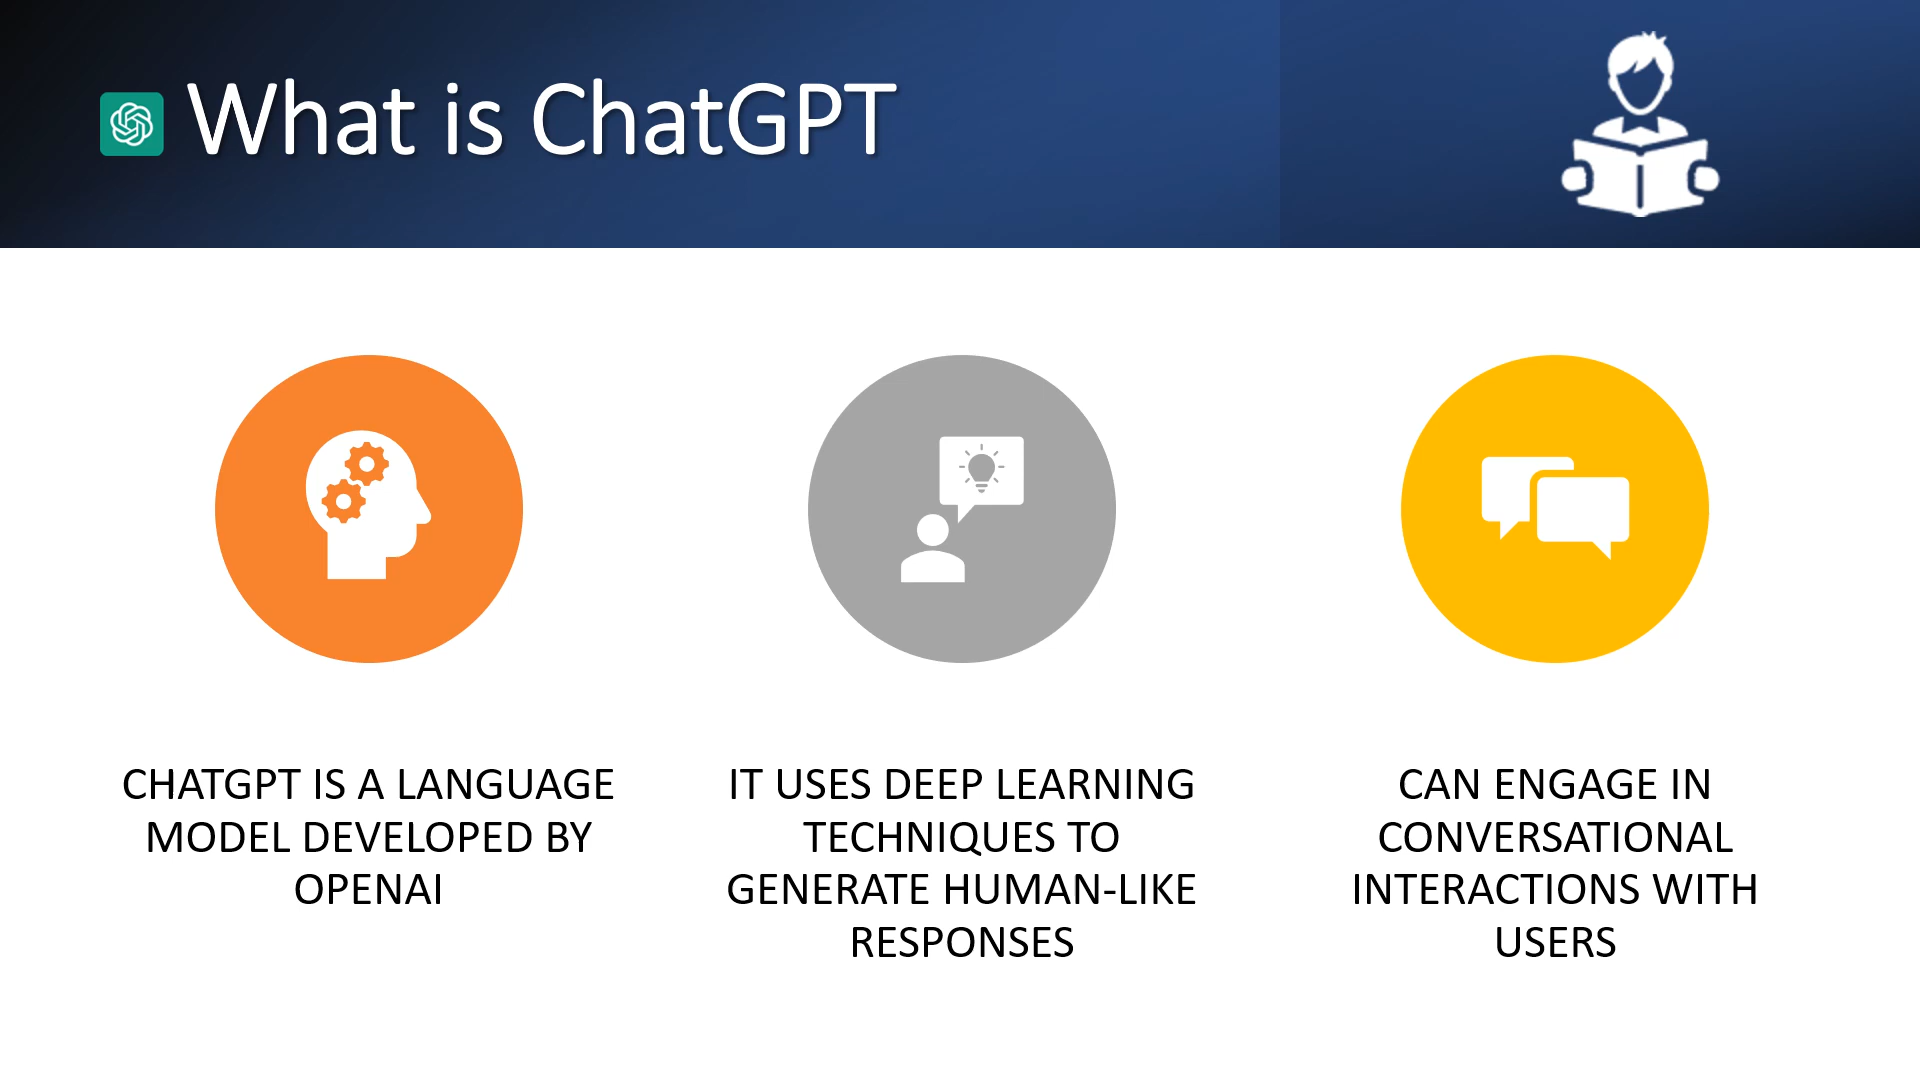 What is ChatGPT
CHATGPT IS A LANGUAGE
MODEL DEVELOPED BY
OPENAI
IT USES DEEP LEARNING
TECHNIQUES TO
GENERATE HUMAN-LIKE
RESPONSES
CAN ENGAGE IN
CONVERSATIONAL
INTERACTIONS WITH
USERS